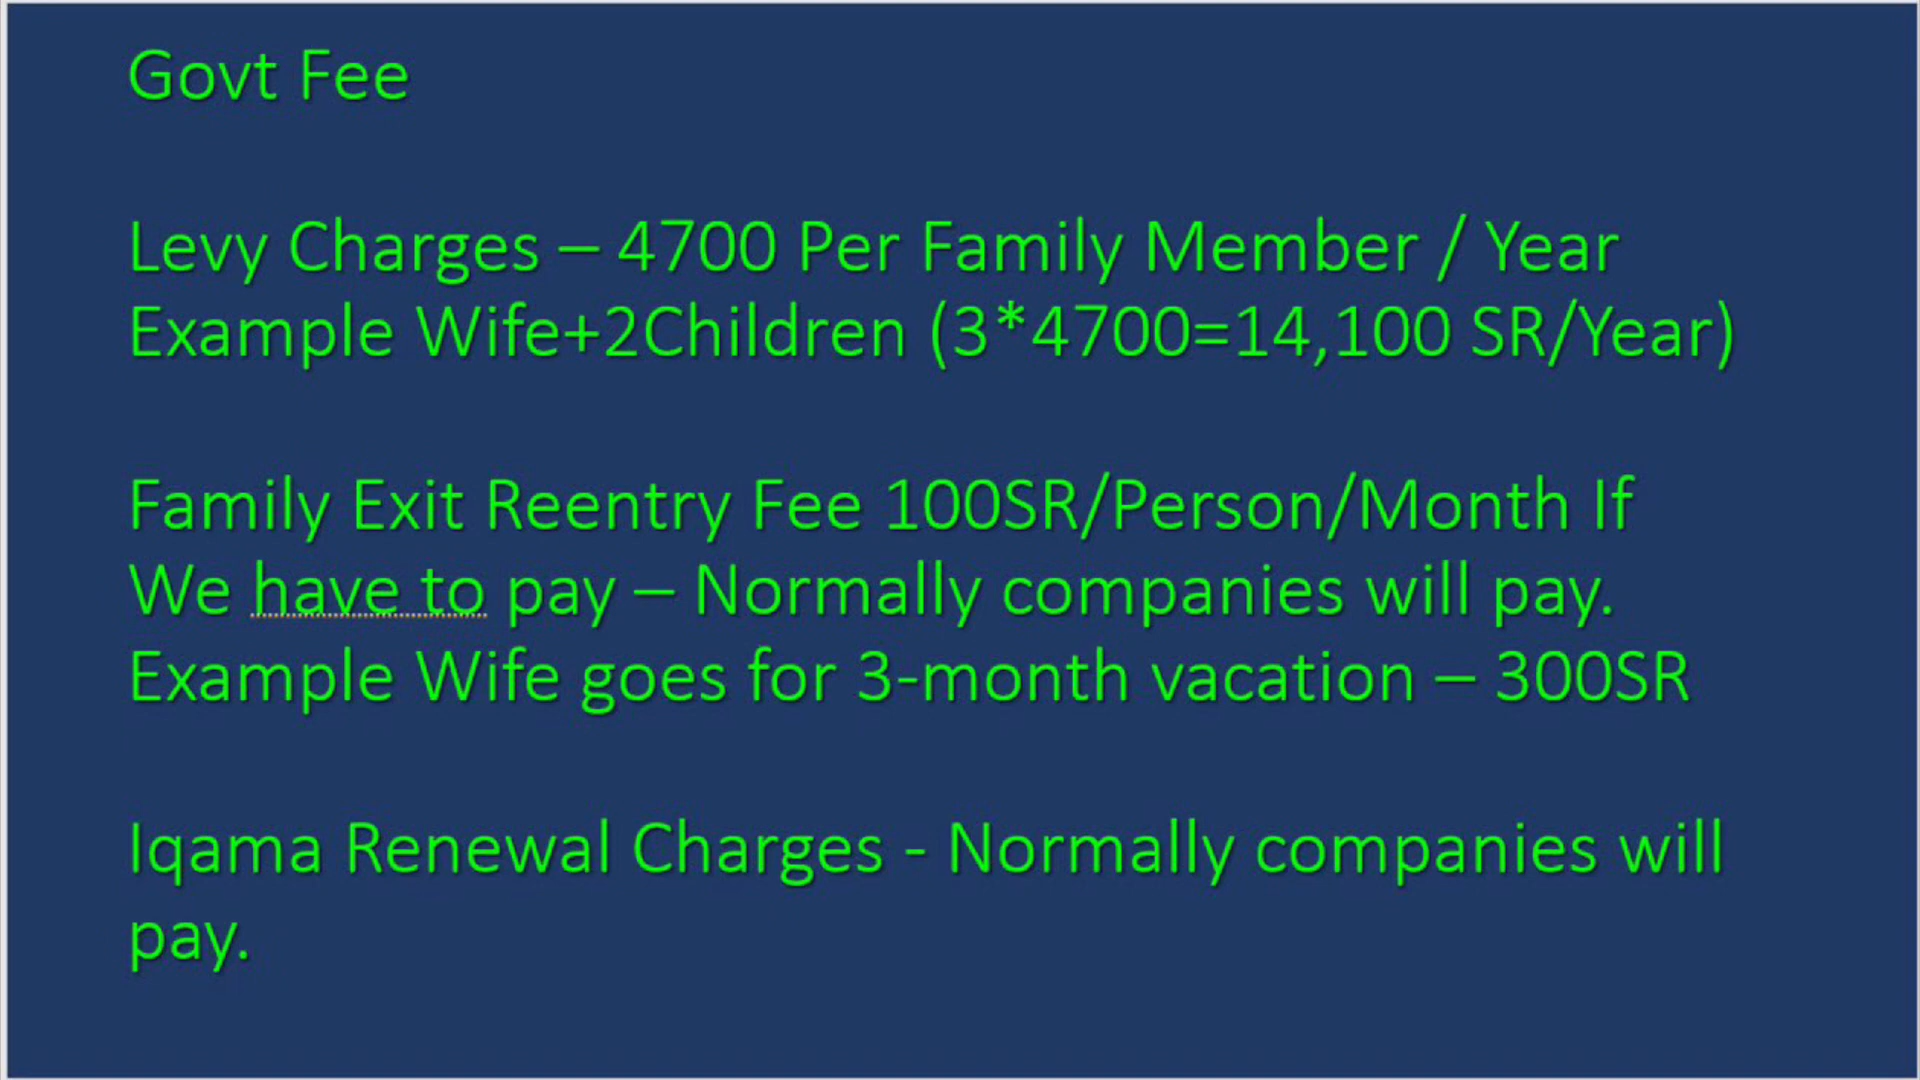 Govt Fee
Levy Charges – 4700 Per Family Member / Year
Example Wife+2Children (3*4700=14,100 SR/Year)
Family Exit Reentry Fee 100SR/Person/Month If
We have to pay – Normally companies will pay.
Example Wife goes for 3-month vacation – 300SR
Iqama Renewal Charges - Normally companies will
pay.